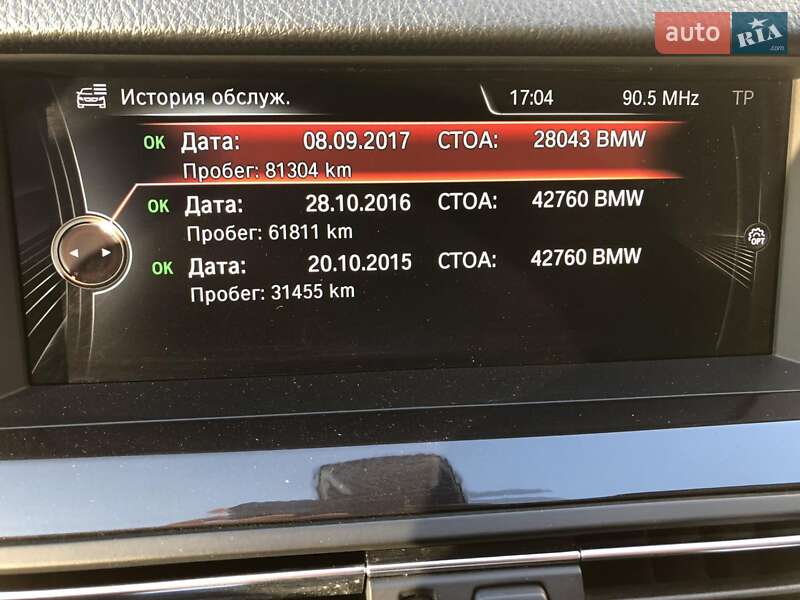 auto RIA .com
История обслуж. 17:04 90.5 MHz TP
OK Дата: 08.09.2017 СТОА: 28043 BMW
Пробег: 81304 km
OK Дата: 28.10.2016 СТОА: 42760 BMW
Пробег: 61811 km
OPT
OK Дата: 20.10.2015 СТОА: 42760 BMW
Пробег: 31455 km